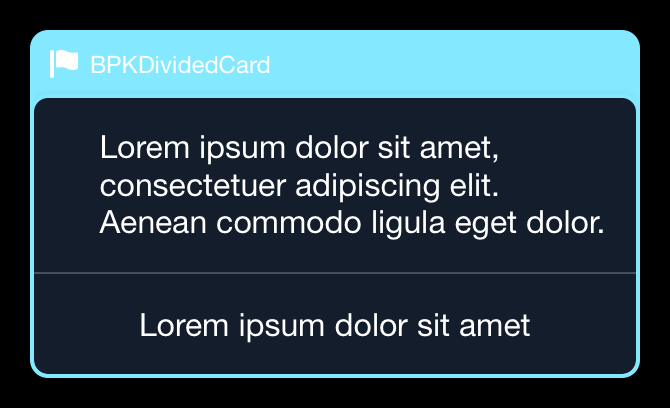 BPKDividedCard
Lorem ipsum dolor sit amet,
consectetuer adipiscing elit.
Aenean commodo ligula eget dolor.
Lorem ipsum dolor sit amet